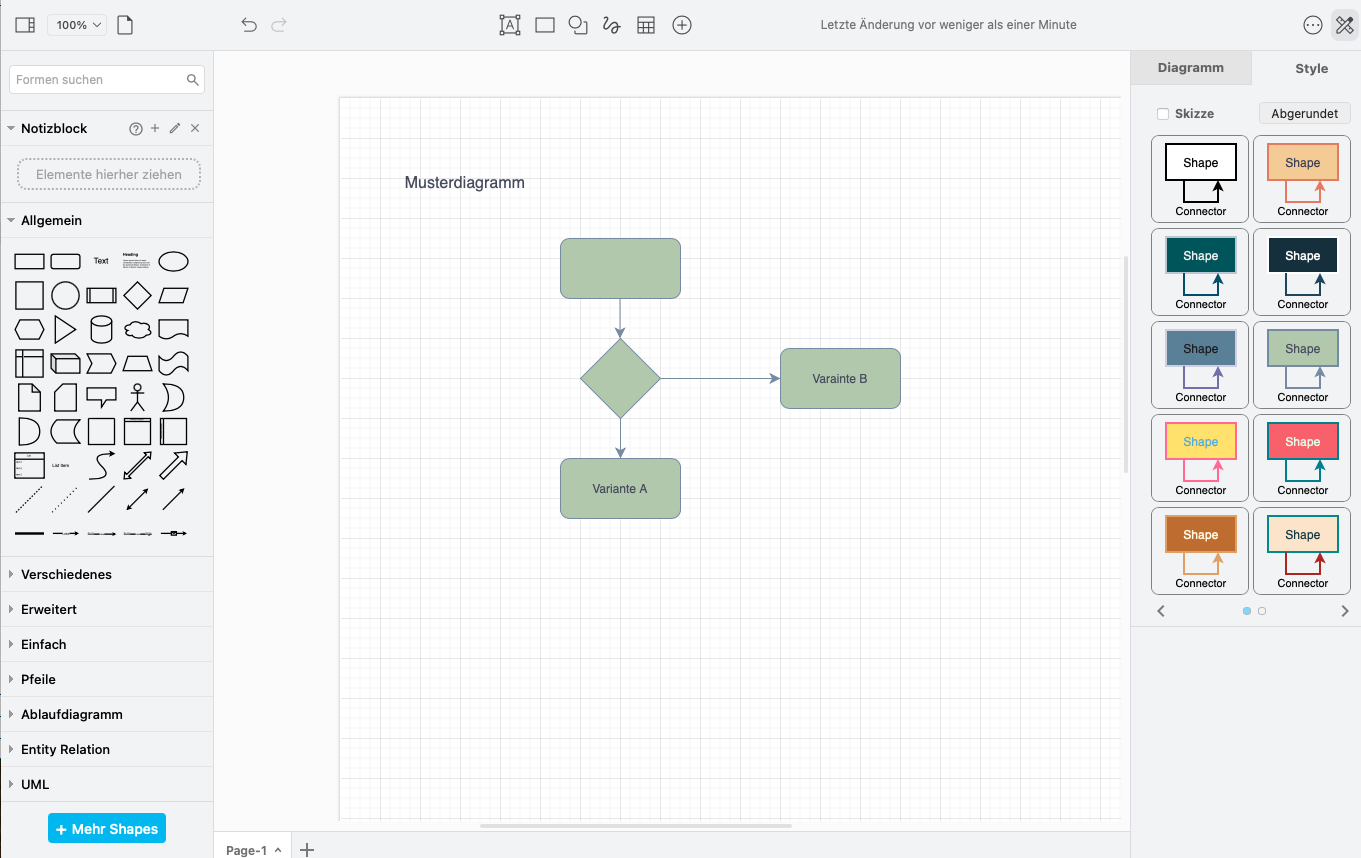 100%
Letzte Änderung vor weniger als einer Minute
Formen suchen
Notizblock
Elemente hierher ziehen
Allgemein
Text
Heading
List Item
Verschiedenes
Erweitert
Einfach
Pfeile
Ablaufdiagramm
Entity Relation
UML
+ Mehr Shapes
Musterdiagramm
Varainte B
Variante A
Page-1
Diagramm
Style
Skizze
Abgerundet
Shape
Connector
Shape
Connector
Shape
Connector
Shape
Connector
Shape
Connector
Shape
Connector
Shape
Connector
Shape
Connector
Shape
Connector
Shape
Connector